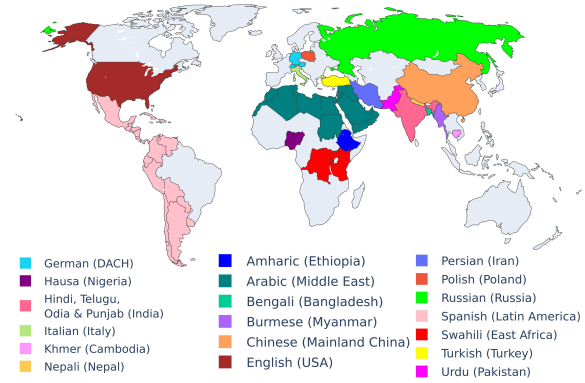 German (DACH)
Hausa (Nigeria)
Hindi, Telugu,
Odia & Punjab (India)
Italian (Italy)
Khmer (Cambodia)
Nepali (Nepal)
Amharic (Ethiopia)
Arabic (Middle East)
Bengali (Bangladesh)
Burmese (Myanmar)
Chinese (Mainland China)
English (USA)
Persian (Iran)
Polish (Poland)
Russian (Russia)
Spanish (Latin America)
Swahili (East Africa)
Turkish (Turkey)
Urdu (Pakistan)